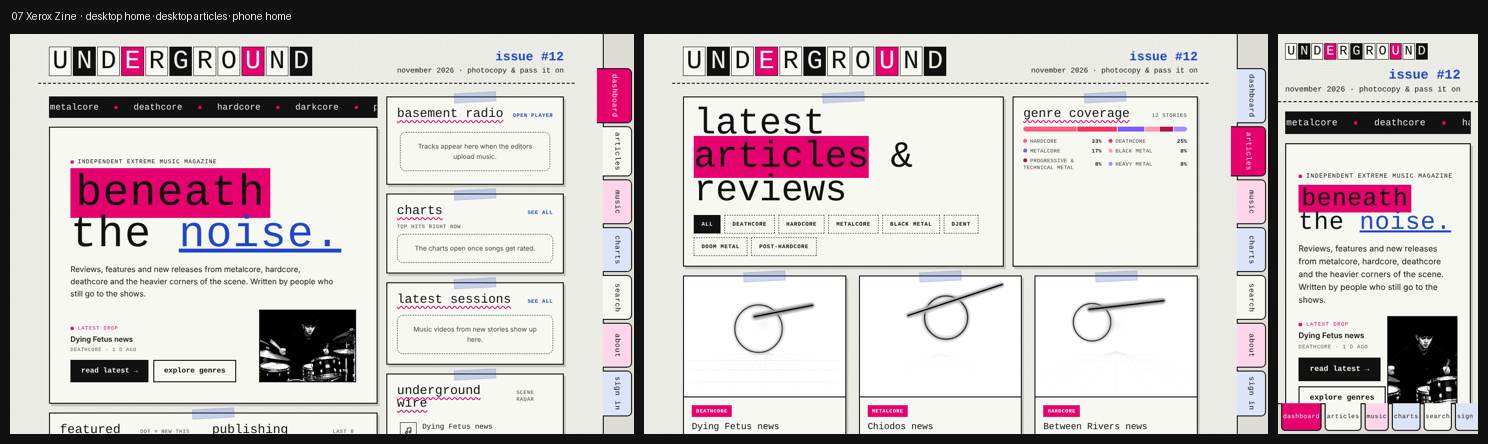 07 Xerox Zine · desktop home · desktop articles · phone home
UNDERGROUND
issue #12
november 2026 · photocopy & pass it on
metalcore • deathcore • hardcore • darkcore •
INDEPENDENT EXTREME MUSIC MAGAZINE
beneath
the noise.
Reviews, features and new releases from metalcore, hardcore,
deathcore and the heavier corners of the scene. Written by people who
still go to the shows.
LATEST DROP
Dying Fetus news
DEATHCORE · 1 D AGO
read latest →
explore genres
featured
DOT + NEW THIS
publishing
LAST 8
basement radio
OPEN PLAYER
Tracks appear here when the editors
upload music.
charts
SEE ALL
TOP HITS RIGHT NOW
The charts open once songs get rated.
latest sessions
SEE ALL
Music videos from new stories show up
here.
underground
wire
SCENE
RADAR
Dying Fetus news
dashboard
articles
music
charts
search
about
sign in
UNDERGROUND
issue #12
november 2026 · photocopy & pass it on
latest
articles &
reviews
ALL
DEATHCORE
HARDCORE
METALCORE
BLACK METAL
DJENT
DOOM METAL
POST-HARDCORE
genre coverage
12 STORIES
HARDCORE 33%
DEATHCORE 25%
METALCORE 17%
BLACK METAL 8%
PROGRESSIVE &
TECHNICAL METAL 8%
HEAVY METAL 8%
DEATHCORE
Dying Fetus news
METALCORE
Chiodos news
HARDCORE
Between Rivers news
dashboard
articles
music
charts
search
about
sign in
UNDERGROUND
issue #12
november 2026 · photocopy & pass it on
metalcore • deathcore • ha
INDEPENDENT EXTREME MUSIC MAGAZINE
beneath
the noise.
Reviews, features and new releases
from metalcore, hardcore, deathcore
and the heavier corners of the scene.
Written by people who still go to the
shows.
LATEST DROP
Dying Fetus news
DEATHCORE · 1 D AGO
read latest →
explore genres
dashboard
articles
music
charts
search
sign